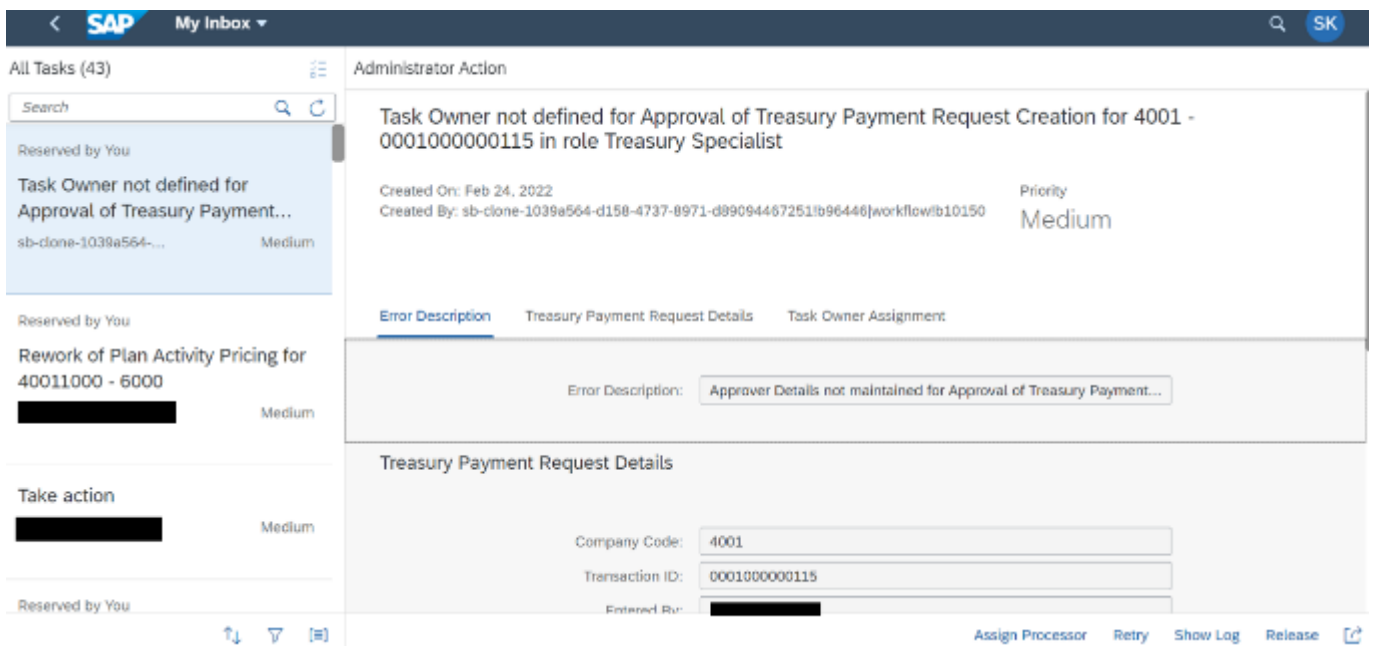 SAP My Inbox SK
All Tasks (43)
Search
Reserved by You
Task Owner not defined for
Approval of Treasury Payment...
sb-clone-1039a564-... Medium
Reserved by You
Rework of Plan Activity Pricing for
40011000 - 6000
Medium
Take action
Medium
Reserved by You
Administrator Action
Task Owner not defined for Approval of Treasury Payment Request Creation for 4001 -
0001000000115 in role Treasury Specialist
Created On: Feb 24, 2022
Created By: sb-clone-1039a564-d158-4737-8971-d89094467251!b96446|workflow!b10150
Priority
Medium
Error Description Treasury Payment Request Details Task Owner Assignment
Error Description: Approver Details not maintained for Approval of Treasury Payment...
Treasury Payment Request Details
Company Code: 4001
Transaction ID: 0001000000115
Entered By:
Assign Processor Retry Show Log Release